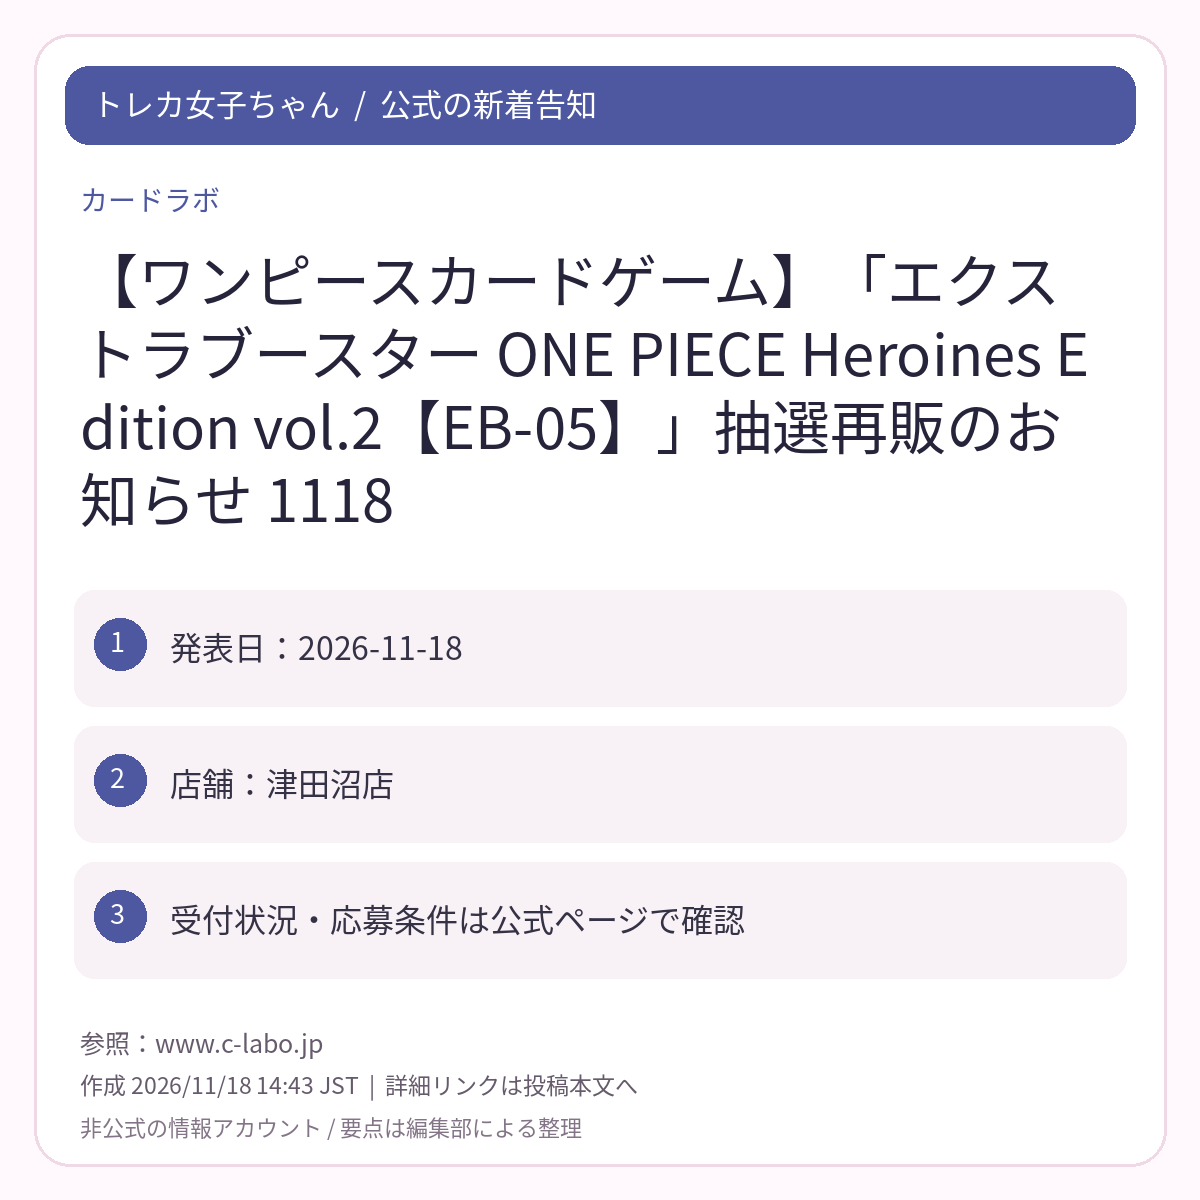 トレカ女子ちゃん / 公式の新着告知
カードラボ
【ワンピースカードゲーム】「エクス
トラブースター ONE PIECE Heroines E
dition vol.2【EB-05】」抽選再販のお
知らせ 1118
1 発表日：2026-11-18
2 店舗：津田沼店
3 受付状況・応募条件は公式ページで確認
参照：www.c-labo.jp
作成 2026/11/18 14:43 JST｜詳細リンクは投稿本文へ
非公式の情報アカウント / 要点は編集部による整理